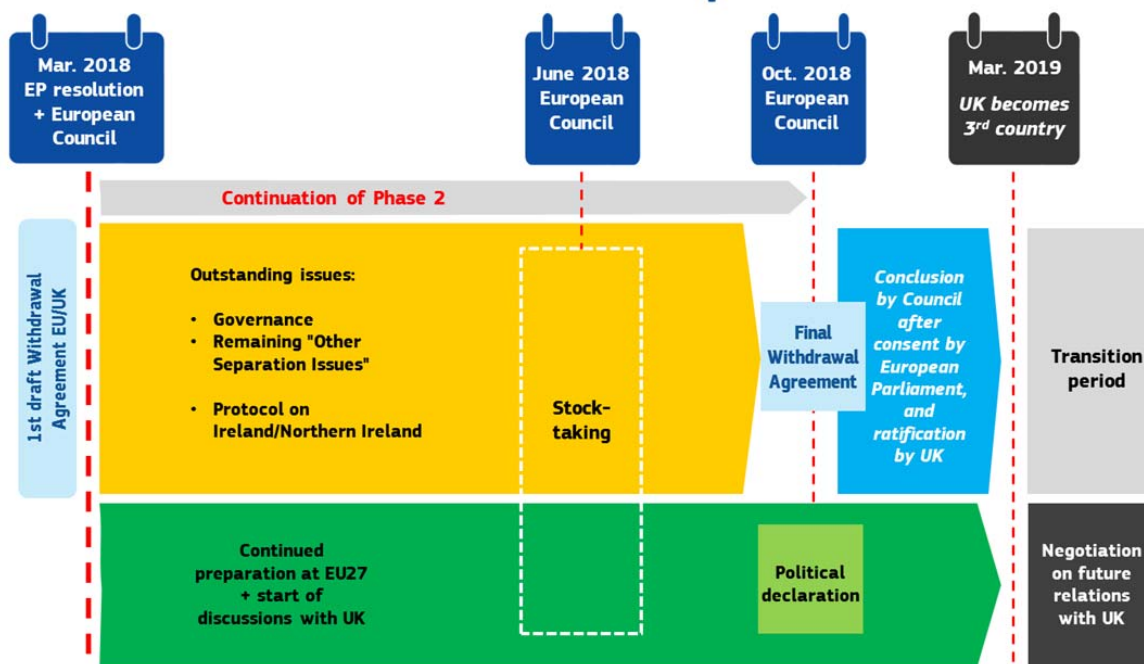 Mar. 2018
EP resolution
+ European
Council
June 2018
European
Council
Oct. 2018
European
Council
Mar. 2019
UK becomes
3rd country
Continuation of Phase 2
1st draft Withdrawal
Agreement EU/UK
Outstanding issues:
• Governance
• Remaining "Other
Separation Issues"
• Protocol on
Ireland/Northern Ireland
Stock-
taking
Final
Withdrawal
Agreement
Conclusion
by Council
after
consent by
European
Parliament,
and
ratification
by UK
Transition
period
Continued
preparation at EU27
+ start of
discussions with UK
Political
declaration
Negotiation
on future
relations
with UK